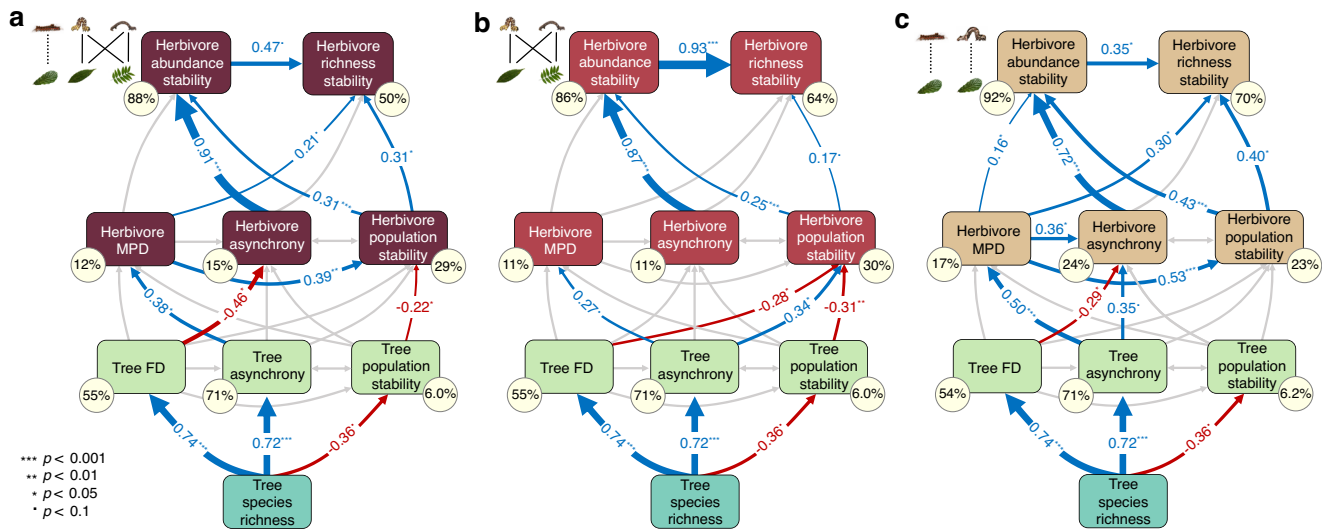 a
Herbivore
abundance
stability
0.47*
Herbivore
richness
stability
88%
50%
0.91***
0.21*
0.31*
0.31***
Herbivore
MPD
Herbivore
asynchrony
Herbivore
population
stability
12%
15%
29%
0.39**
0.38*
-0.46*
-0.22*
Tree FD
Tree
asynchrony
Tree
population
stability
55%
71%
6.0%
0.74***
0.72***
-0.36*
Tree
species
richness
*** p < 0.001
** p < 0.01
* p < 0.05
▪ p < 0.1
b
Herbivore
abundance
stability
0.93***
Herbivore
richness
stability
86%
64%
0.87***
0.17*
0.25***
Herbivore
MPD
Herbivore
asynchrony
Herbivore
population
stability
11%
11%
30%
0.27*
-0.28*
0.34*
-0.31**
Tree FD
Tree
asynchrony
Tree
population
stability
55%
71%
6.0%
0.74***
0.72***
-0.36*
Tree
species
richness
c
Herbivore
abundance
stability
0.35*
Herbivore
richness
stability
92%
70%
0.16*
0.72***
0.30*
0.40*
0.43***
Herbivore
MPD
0.36*
Herbivore
asynchrony
Herbivore
population
stability
17%
24%
23%
0.53***
0.50***
-0.29*
0.35*
Tree FD
Tree
asynchrony
Tree
population
stability
54%
71%
6.2%
0.74***
0.72***
-0.36*
Tree
species
richness